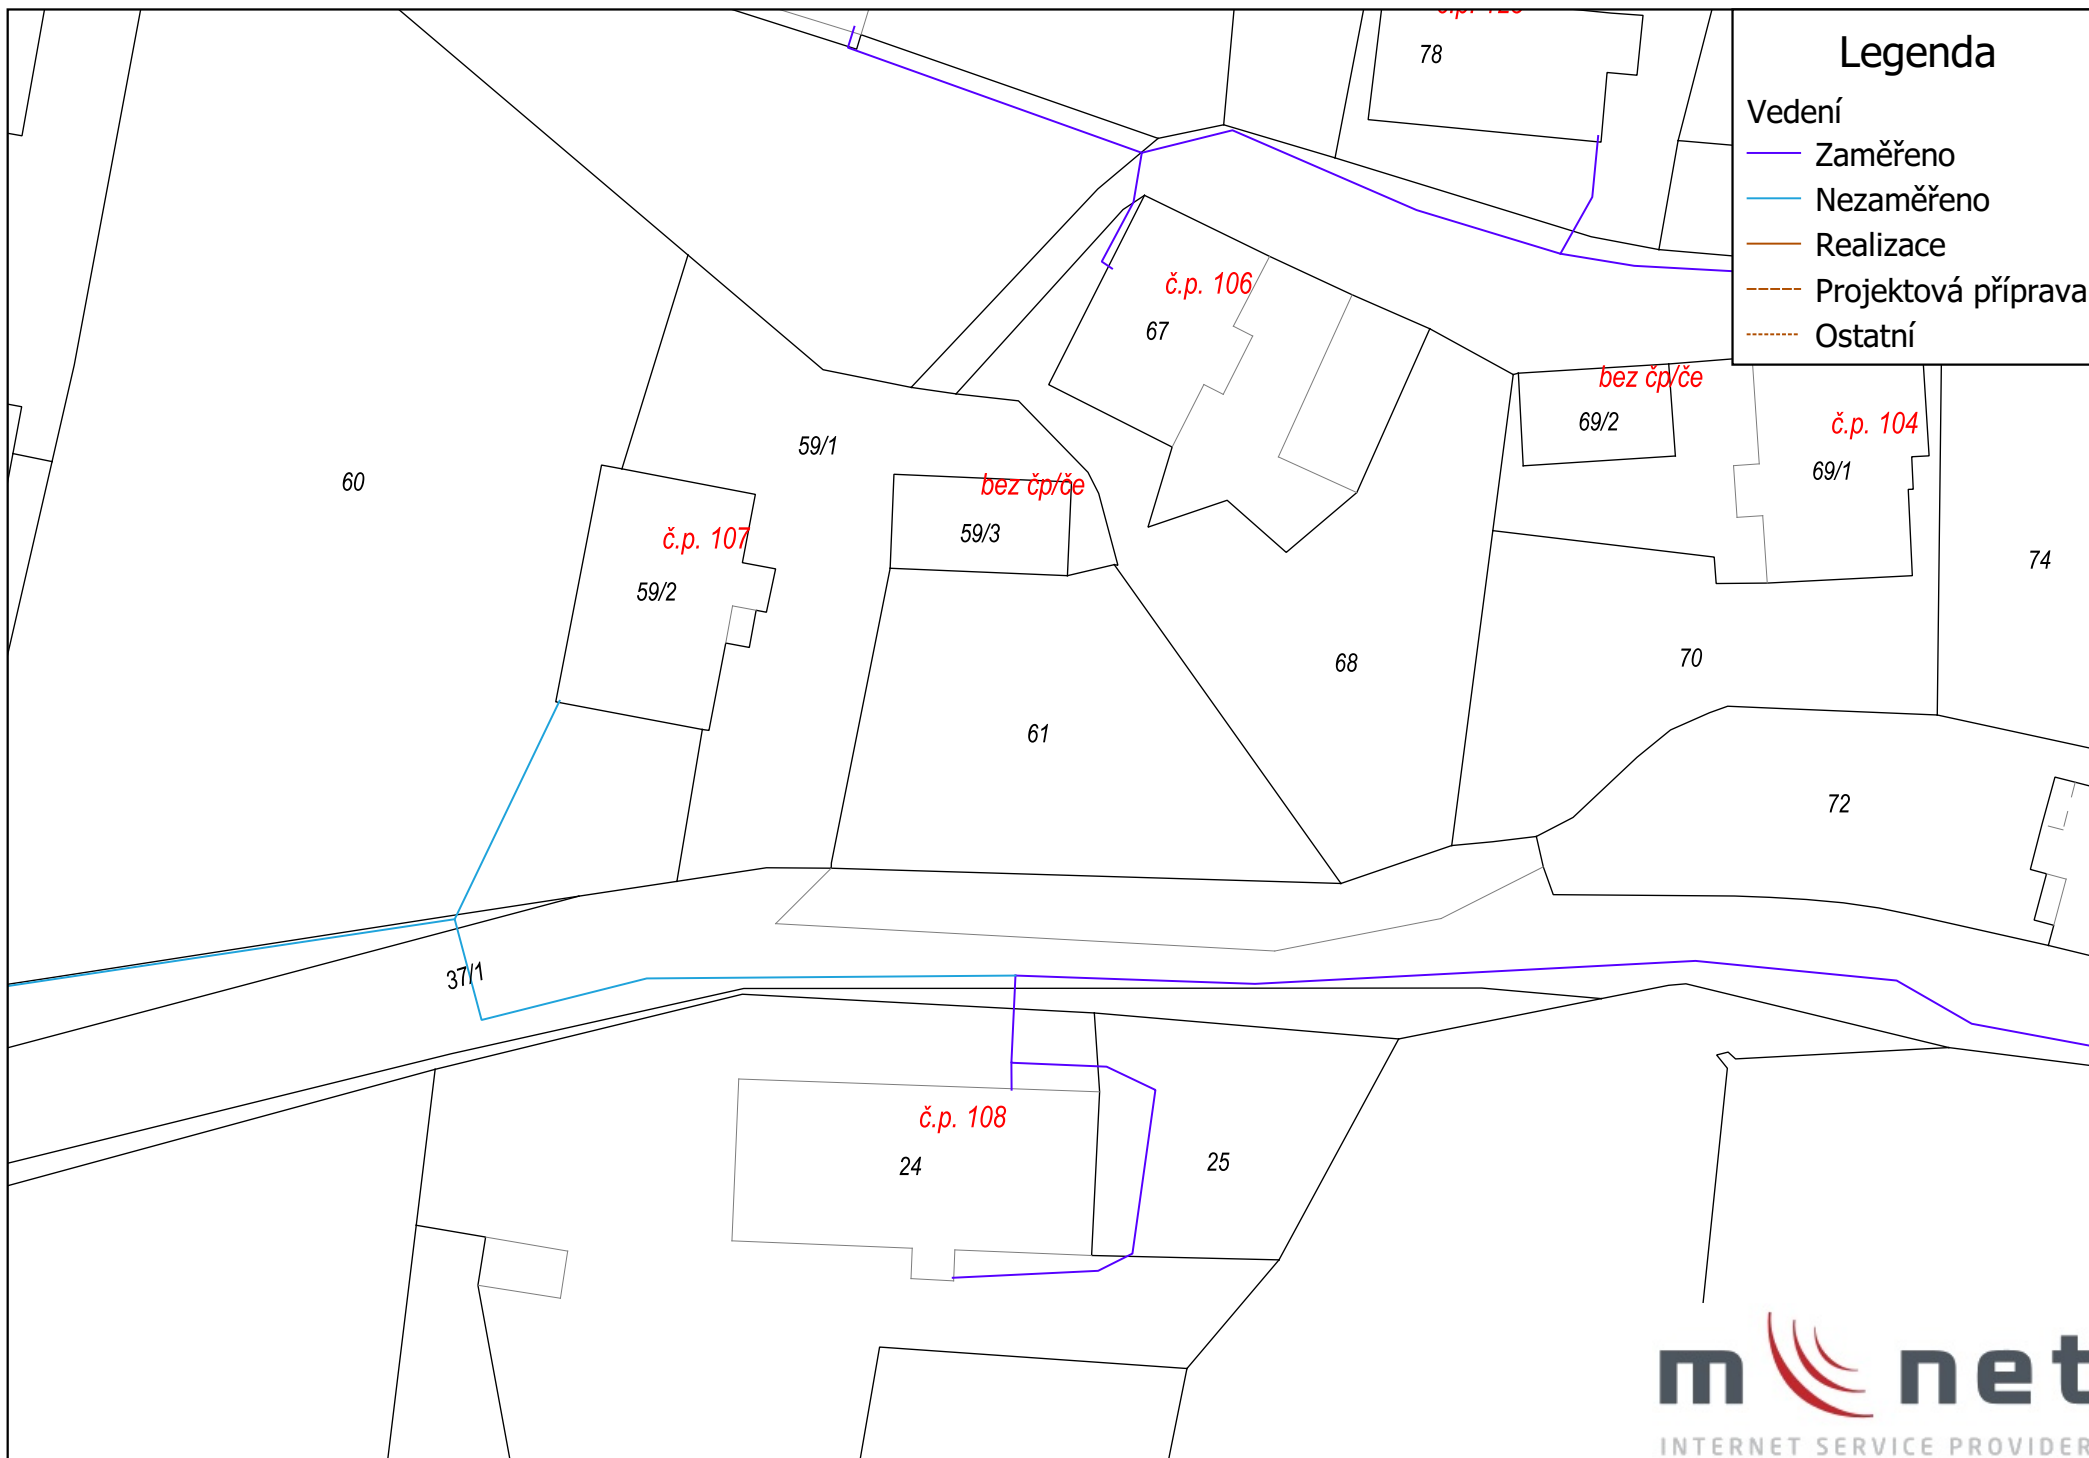 78
Legenda
Vedení
Zaměřeno
Nezaměřeno
Realizace
Projektová příprava
Ostatní
č.p. 106
67
bez čp/če
69/2
č.p. 104
69/1
59/1
60
bez čp/če
59/3
č.p. 107
59/2
74
68
70
61
72
37/1
č.p. 108
24
25
m net
INTERNET SERVICE PROVIDER